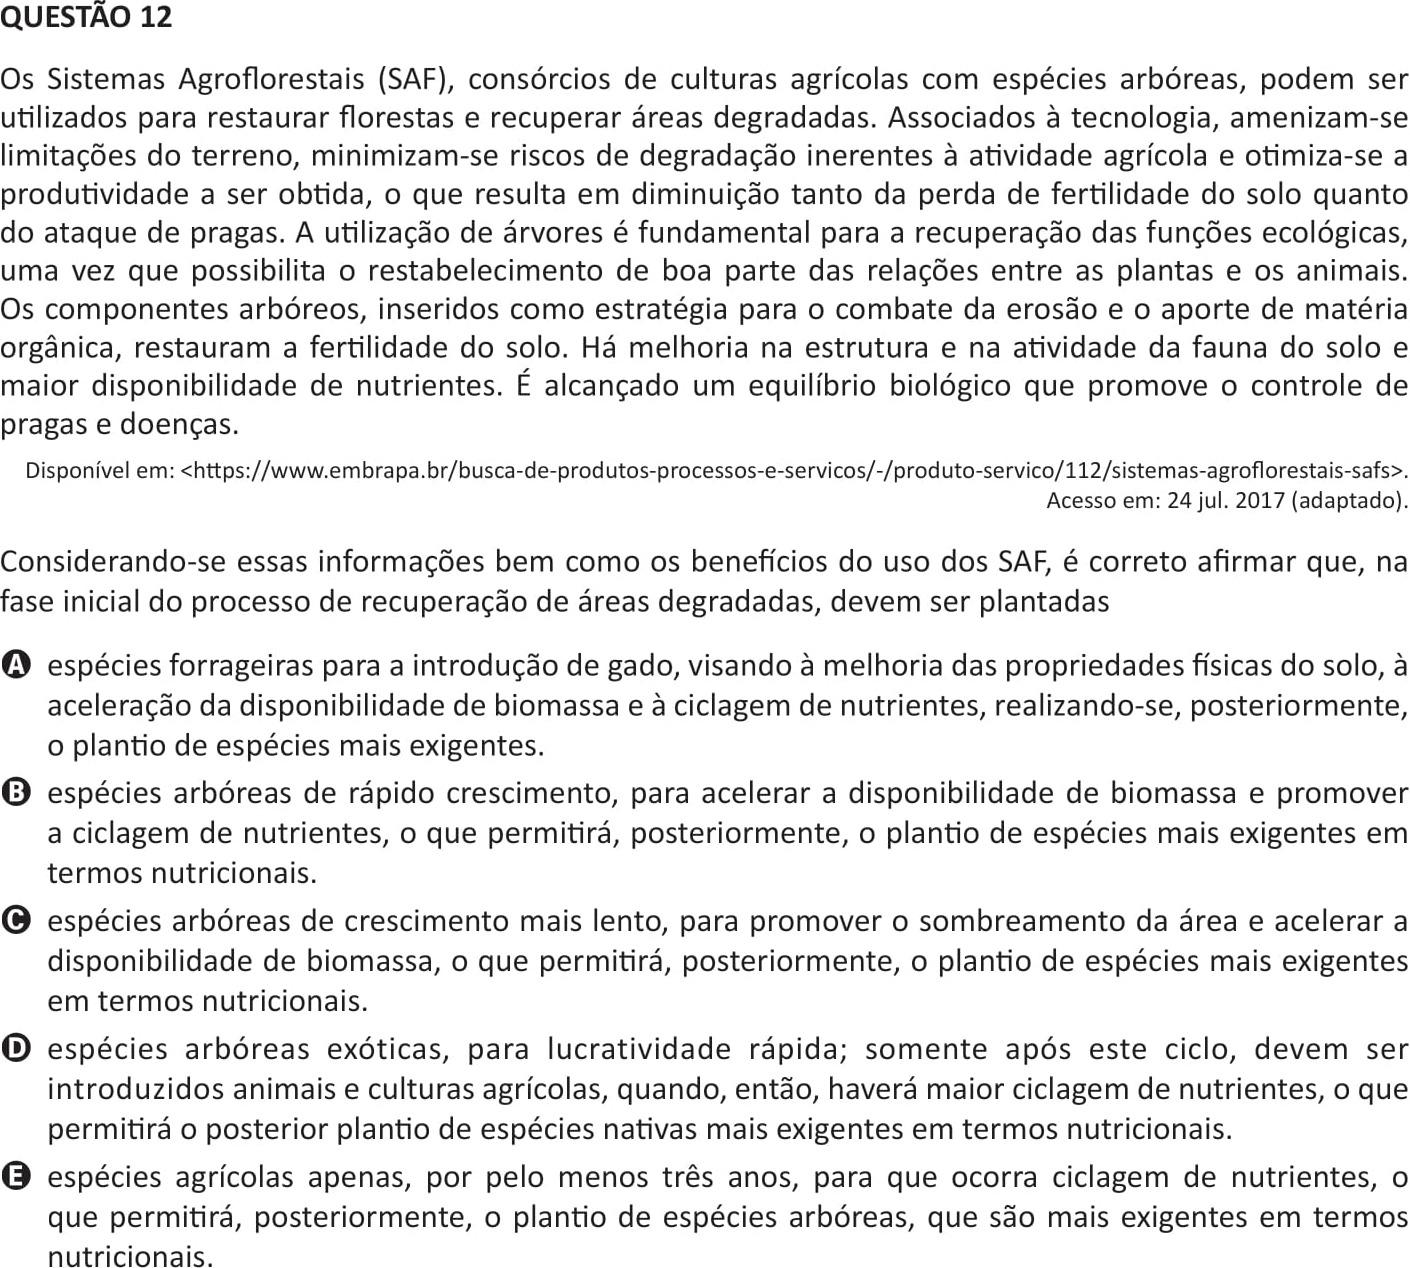 QUESTÃO 12
Os Sistemas Agroflorestais (SAF), consórcios de culturas agrícolas com espécies arbóreas, podem ser
utilizados para restaurar florestas e recuperar áreas degradadas. Associados à tecnologia, amenizam-se
limitações do terreno, minimizam-se riscos de degradação inerentes à atividade agrícola e otimiza-se a
produtividade a ser obtida, o que resulta em diminuição tanto da perda de fertilidade do solo quanto
do ataque de pragas. A utilização de árvores é fundamental para a recuperação das funções ecológicas,
uma vez que possibilita o restabelecimento de boa parte das relações entre as plantas e os animais.
Os componentes arbóreos, inseridos como estratégia para o combate da erosão e o aporte de matéria
orgânica, restauram a fertilidade do solo. Há melhoria na estrutura e na atividade da fauna do solo e
maior disponibilidade de nutrientes. É alcançado um equilíbrio biológico que promove o controle de
pragas e doenças.
Disponível em: <https://www.embrapa.br/busca-de-produtos-processos-e-servicos/-/produto-servico/112/sistemas-agroflorestais-safs>.
Acesso em: 24 jul. 2017 (adaptado).
Considerando-se essas informações bem como os benefícios do uso dos SAF, é correto afirmar que, na
fase inicial do processo de recuperação de áreas degradadas, devem ser plantadas
A espécies forrageiras para a introdução de gado, visando à melhoria das propriedades físicas do solo, à
aceleração da disponibilidade de biomassa e à ciclagem de nutrientes, realizando-se, posteriormente,
o plantio de espécies mais exigentes.
B espécies arbóreas de rápido crescimento, para acelerar a disponibilidade de biomassa e promover
a ciclagem de nutrientes, o que permitirá, posteriormente, o plantio de espécies mais exigentes em
termos nutricionais.
C espécies arbóreas de crescimento mais lento, para promover o sombreamento da área e acelerar a
disponibilidade de biomassa, o que permitirá, posteriormente, o plantio de espécies mais exigentes
em termos nutricionais.
D espécies arbóreas exóticas, para lucratividade rápida; somente após este ciclo, devem ser
introduzidos animais e culturas agrícolas, quando, então, haverá maior ciclagem de nutrientes, o que
permitirá o posterior plantio de espécies nativas mais exigentes em termos nutricionais.
E espécies agrícolas apenas, por pelo menos três anos, para que ocorra ciclagem de nutrientes, o
que permitirá, posteriormente, o plantio de espécies arbóreas, que são mais exigentes em termos
nutricionais.